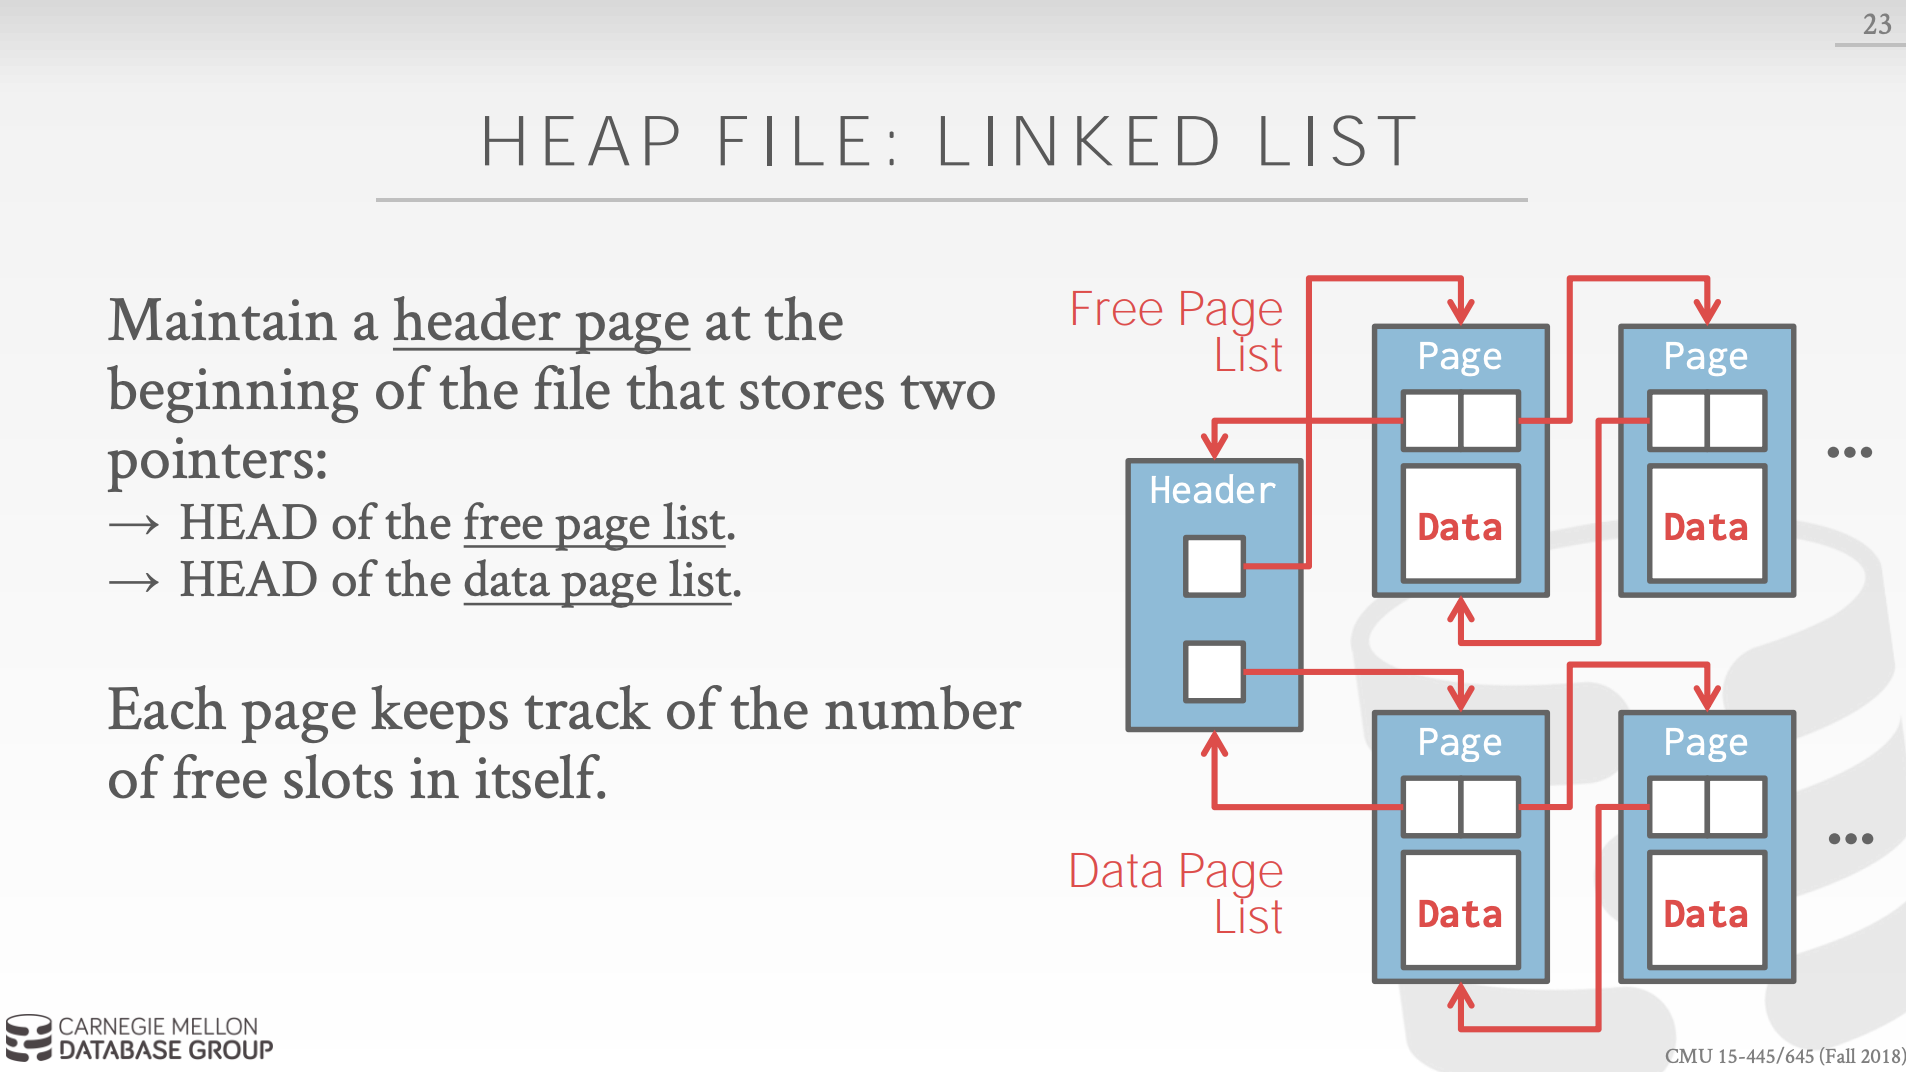 23
HEAP FILE: LINKED LIST
Maintain a header page at the
beginning of the file that stores two
pointers:
→ HEAD of the free page list.
→ HEAD of the data page list.
Each page keeps track of the number
of free slots in itself.
Free Page
List
Header
Page
Data
Page
Data
...
Page
Data
Page
Data
...
Data Page
List
CARNEGIE MELLON
DATABASE GROUP
CMU 15-445/645 (Fall 2018)